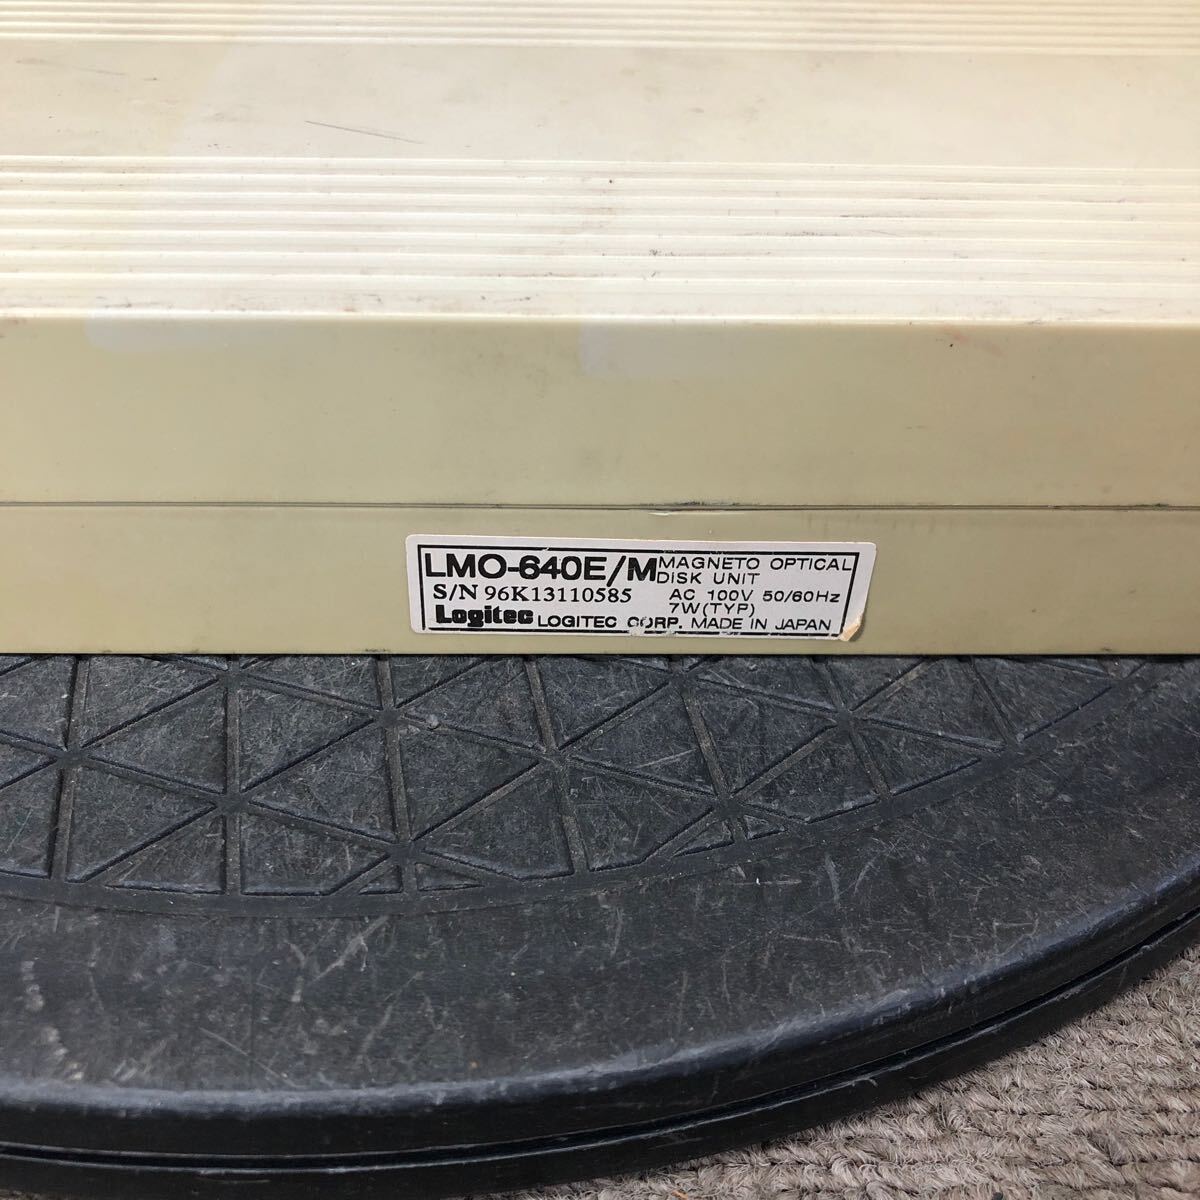 LMO-640E/M MAGNETO OPTICAL
DISK UNIT
S/N 96K13110585 AC 100V 50/60Hz
7W(TYP)
Logitec LOGITEC CORP. MADE IN JAPAN